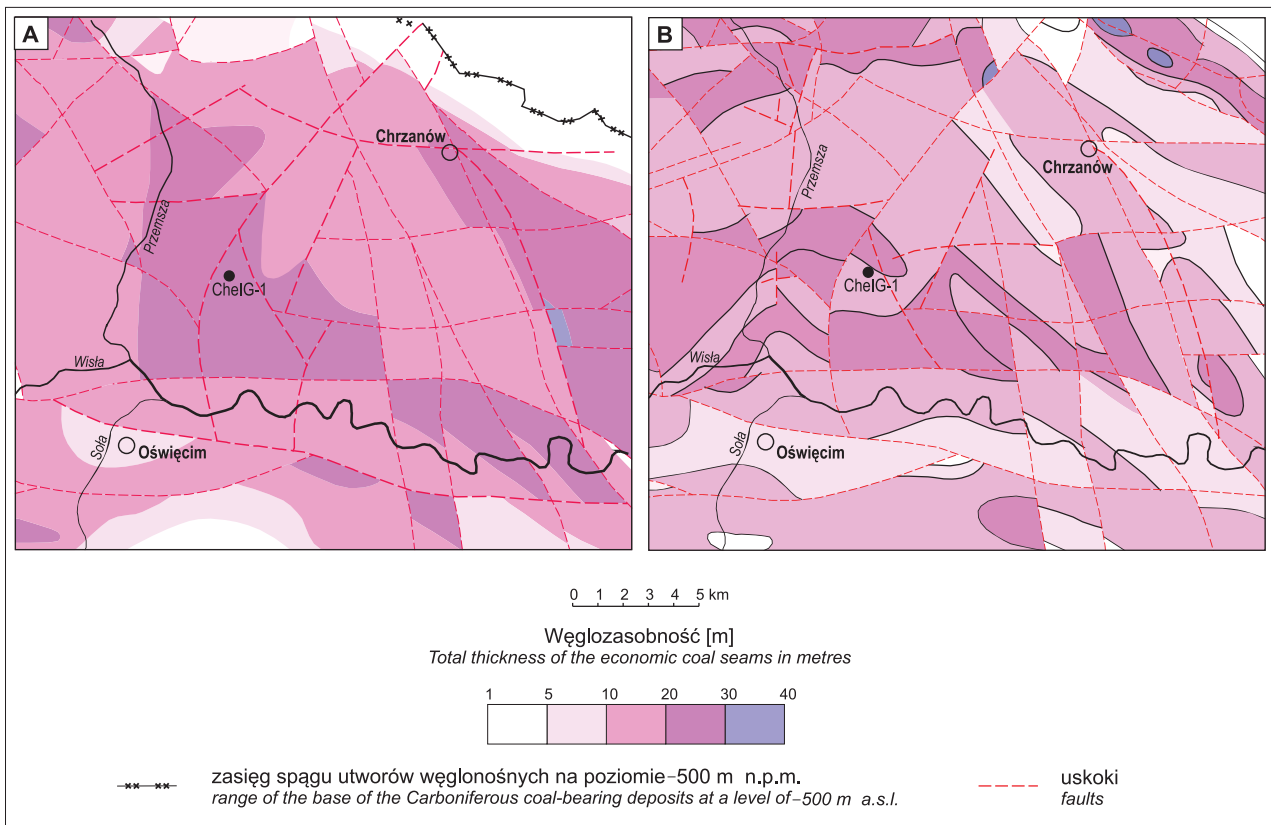 A
Chrzanów
Przemsza
ChełG-1
Wisła
Soła
Oświęcim
B
Chrzanów
Przemsza
ChełG-1
Wisła
Soła
Oświęcim
0 1 2 3 4 5 km
Węglozasobność [m]
Total thickness of the economic coal seams in metres
1 5 10 20 30 40
zasięg spągu utworów węglonośnych na poziomie –500 m n.p.m.
range of the base of the Carboniferous coal-bearing deposits at a level of –500 m a.s.l.
uskoki
faults